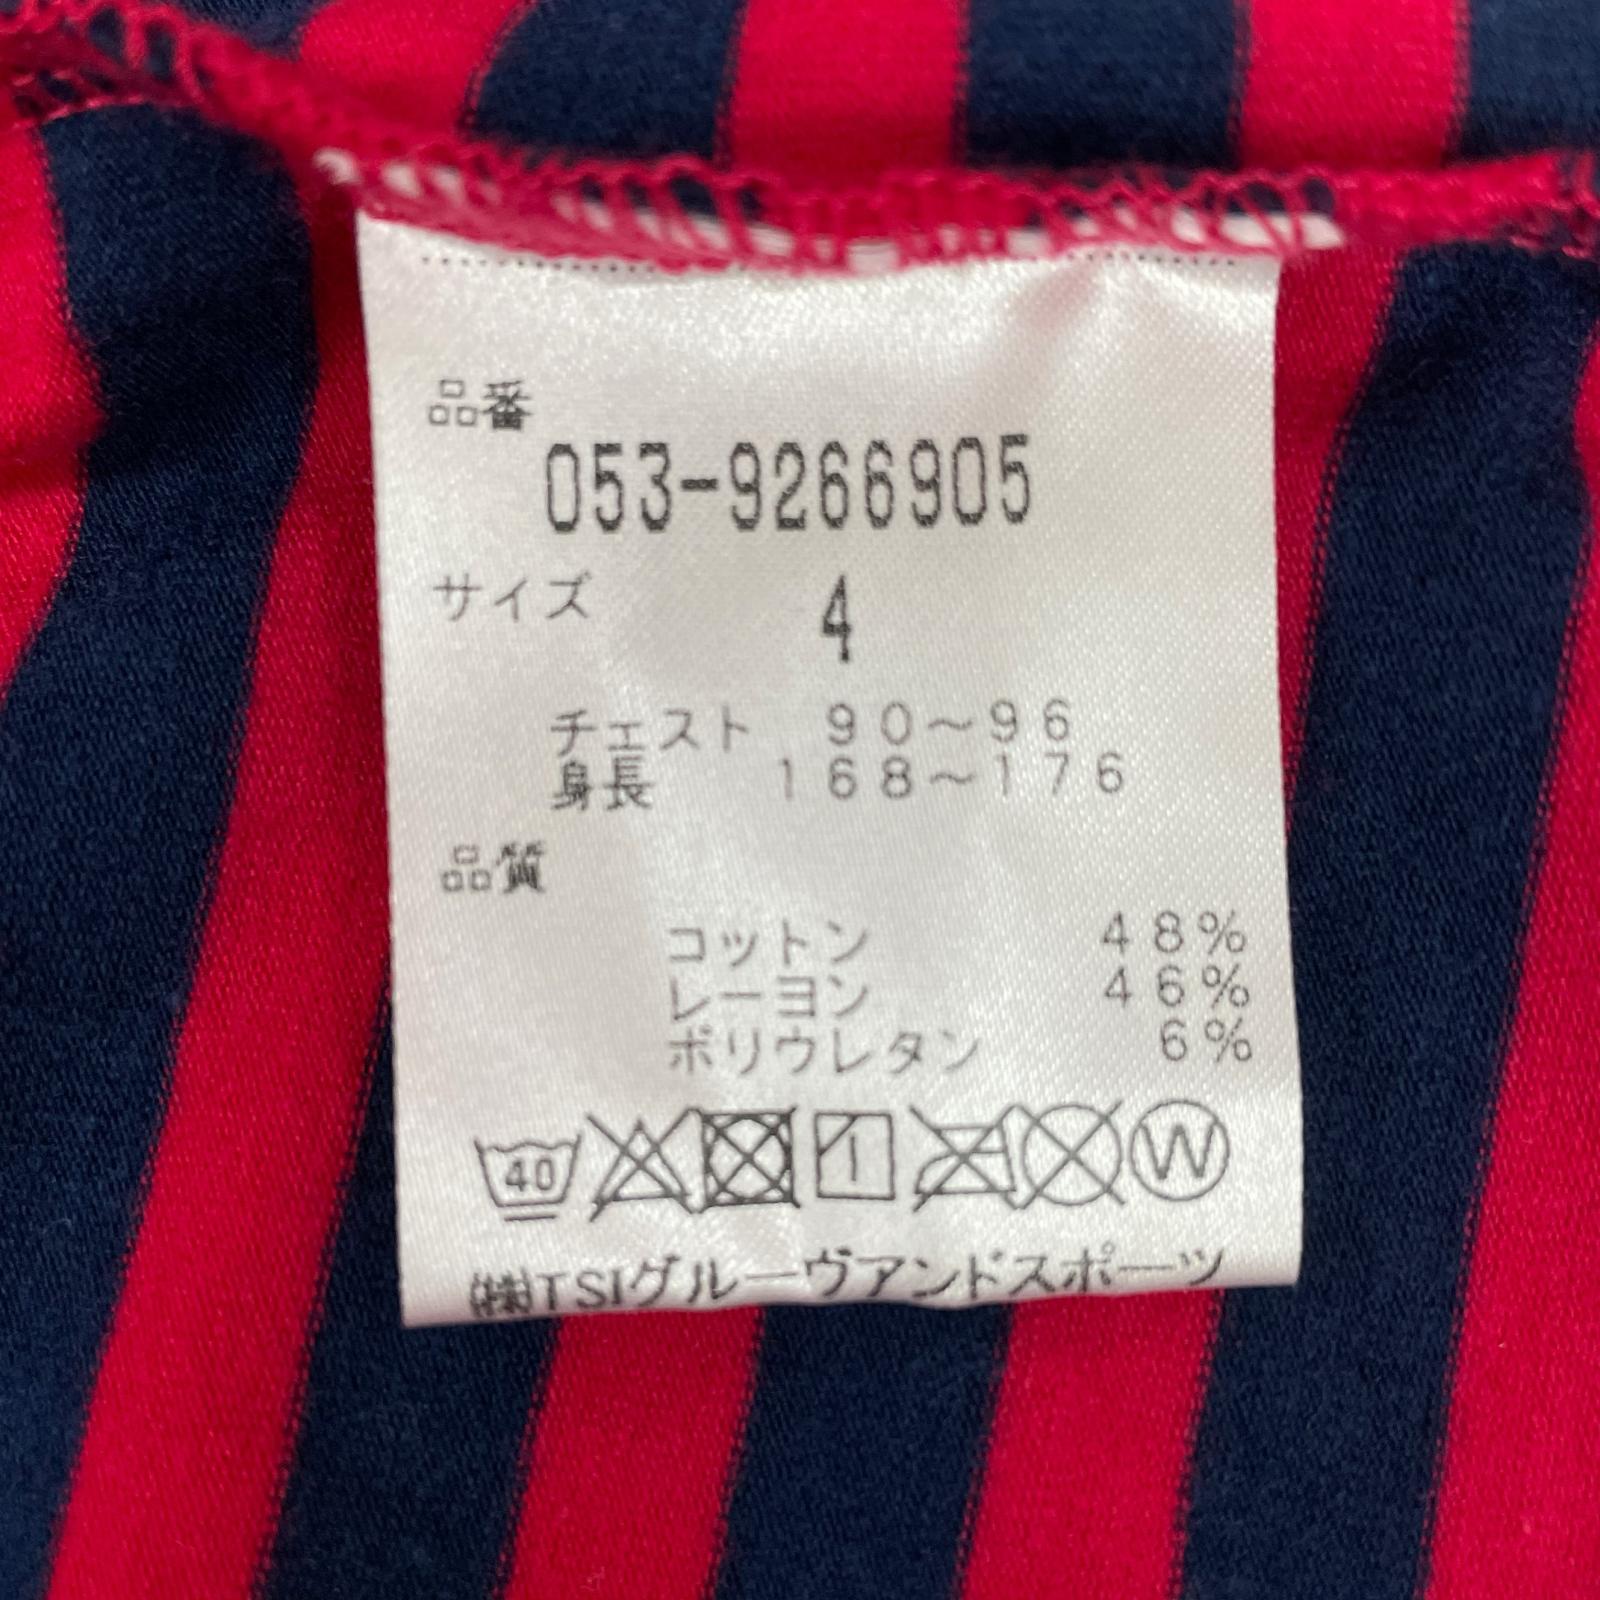 品番
053-9266905
サイズ 4
チェスト 90～96
身長 168～176
品質
コットン 48%
レーヨン 46%
ポリウレタン 6%
40 W
㈱TSIグルーヴアンドスポーツ